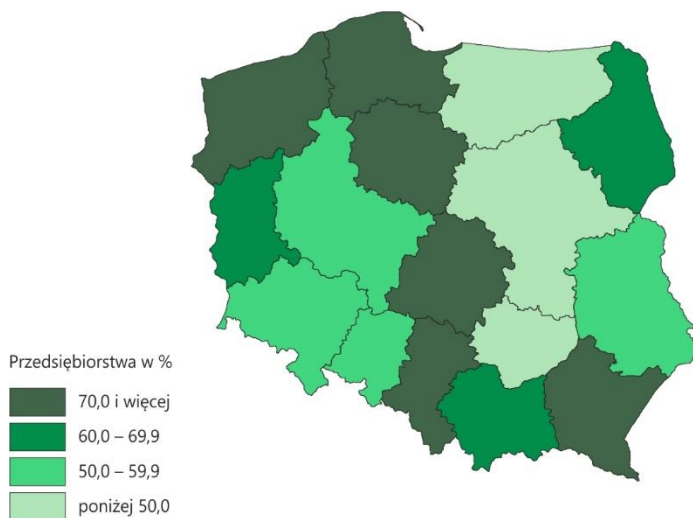 Przedsiębiorstwa w %
70,0 i więcej
60,0 – 69,9
50,0 – 59,9
poniżej 50,0